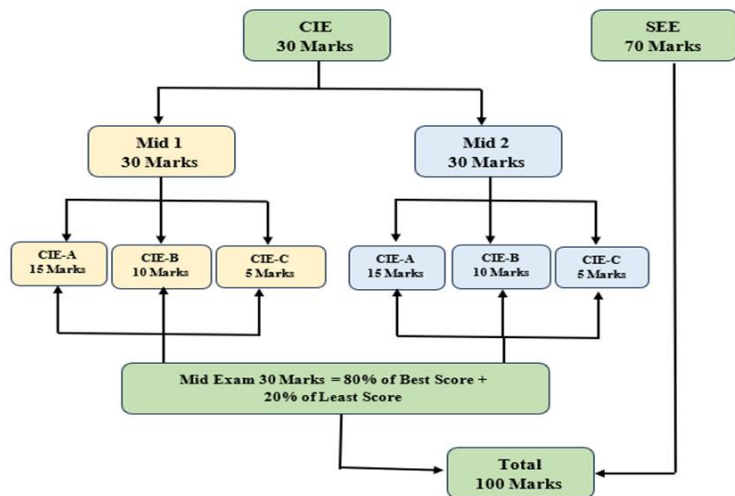 CIE
30 Marks
SEE
70 Marks
Mid 1
30 Marks
Mid 2
30 Marks
CIE-A
15 Marks
CIE-B
10 Marks
CIE-C
5 Marks
CIE-A
15 Marks
CIE-B
10 Marks
CIE-C
5 Marks
Mid Exam 30 Marks = 80% of Best Score +
20% of Least Score
Total
100 Marks